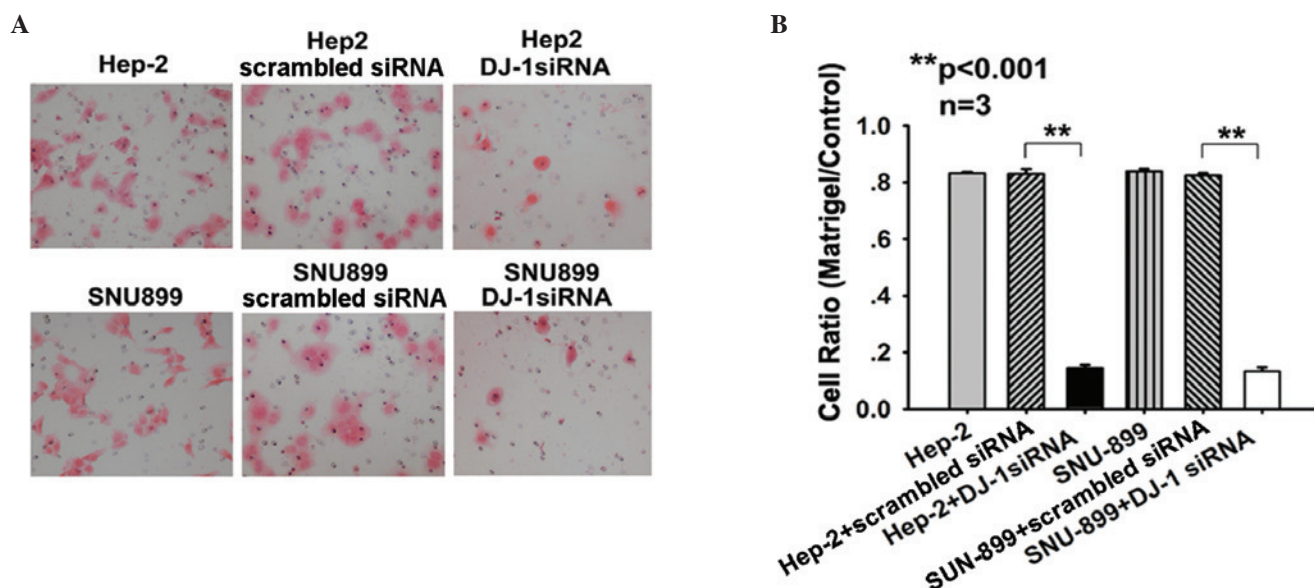 A
Hep-2
Hep2
scrambled siRNA
Hep2
DJ-1siRNA
SNU899
SNU899
scrambled siRNA
SNU899
DJ-1siRNA
B
**p<0.001
n=3
** **
Cell Ratio (Matrigel/Control)
1.0
.8
.6
.4
.2
0.0
Hep-2
Hep-2+scrambled siRNA
Hep-2+DJ-1siRNA
SNU-899
SUN-899+scrambled siRNA
SNU-899+DJ-1 siRNA